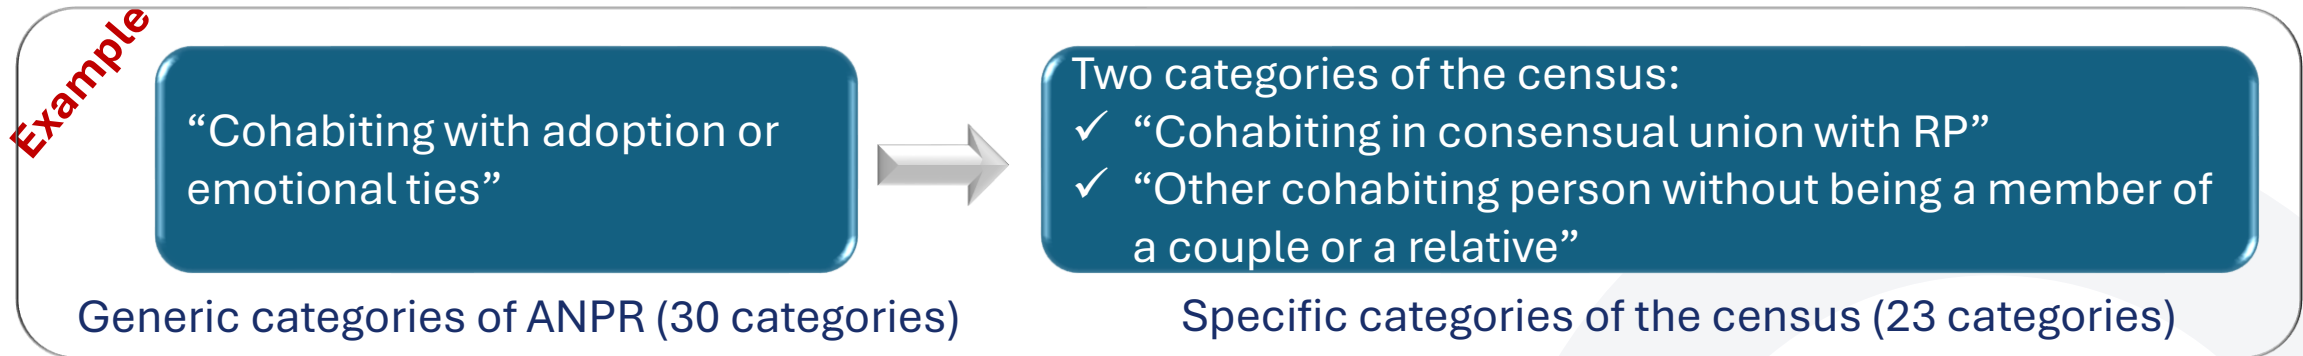 Example
“Cohabiting with adoption or
emotional ties”
Two categories of the census:
✓ “Cohabiting in consensual union with RP”
✓ “Other cohabiting person without being a member of
a couple or a relative”
Generic categories of ANPR (30 categories)
Specific categories of the census (23 categories)